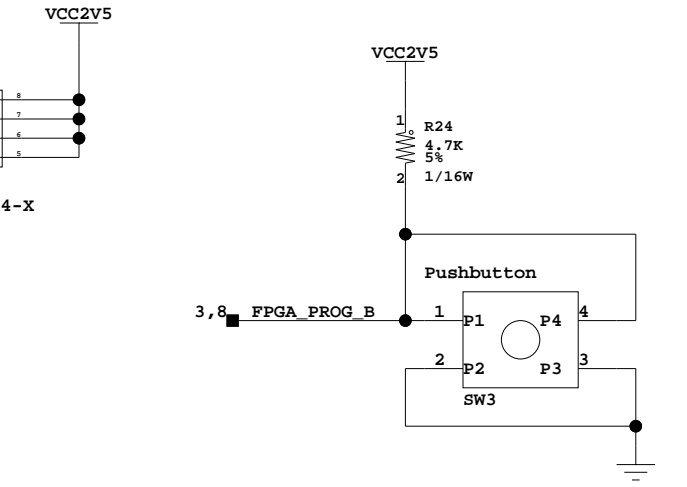 VCC2V5
8
7
6
5
4-X
VCC2V5
1
R24
4.7K
5%
2
1/16W
Pushbutton
3,8
FPGA_PROG_B
1
P1
P4
4
2
P2
P3
3
SW3